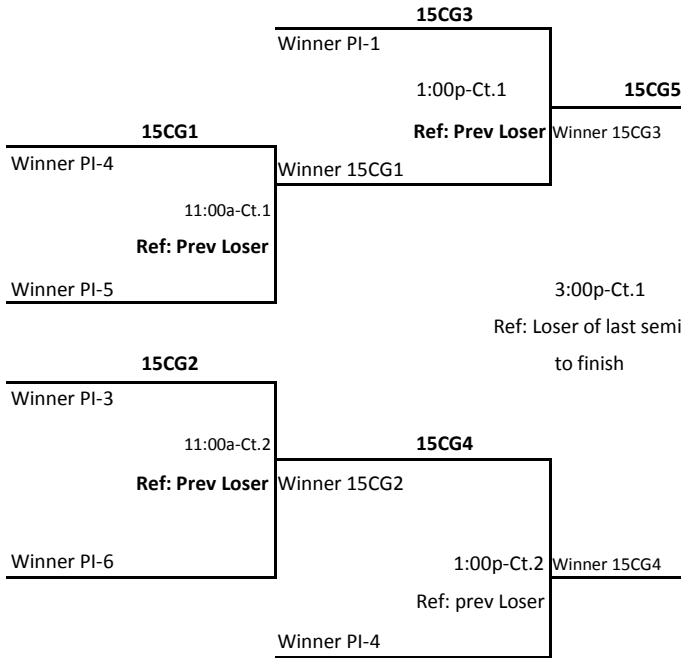 15CG3
Winner PI-1
1:00p-Ct.1
15CG5
15CG1
Ref: Prev Loser
Winner 15CG3
Winner PI-4
Winner 15CG1
11:00a-Ct.1
Ref: Prev Loser
Winner PI-5
3:00p-Ct.1
Ref: Loser of last semi
15CG2
to finish
Winner PI-3
11:00a-Ct.2
15CG4
Ref: Prev Loser
Winner 15CG2
Winner PI-6
1:00p-Ct.2
Winner 15CG4
Ref: prev Loser
Winner PI-4